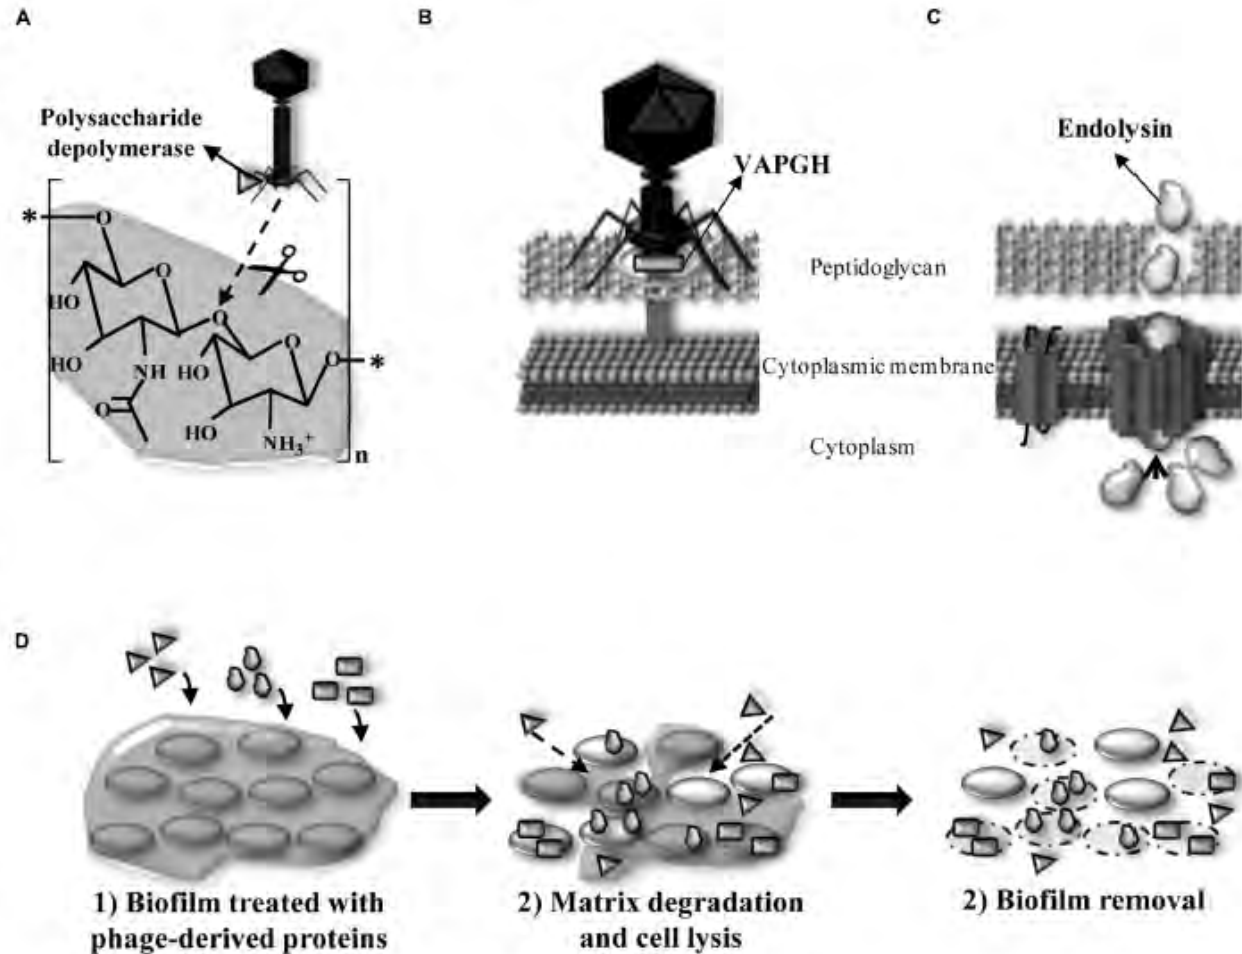 A
B
C
Polysaccharide
depolymerase
VAPGH
Endolysin
*
O
O
HO
O
HO
NH
HO
O
O
*
O
HO
NH₃⁺
n
Peptidoglycan
Cytoplasmic membrane
Cytoplasm
D
1) Biofilm treated with
phage-derived proteins
2) Matrix degradation
and cell lysis
2) Biofilm removal